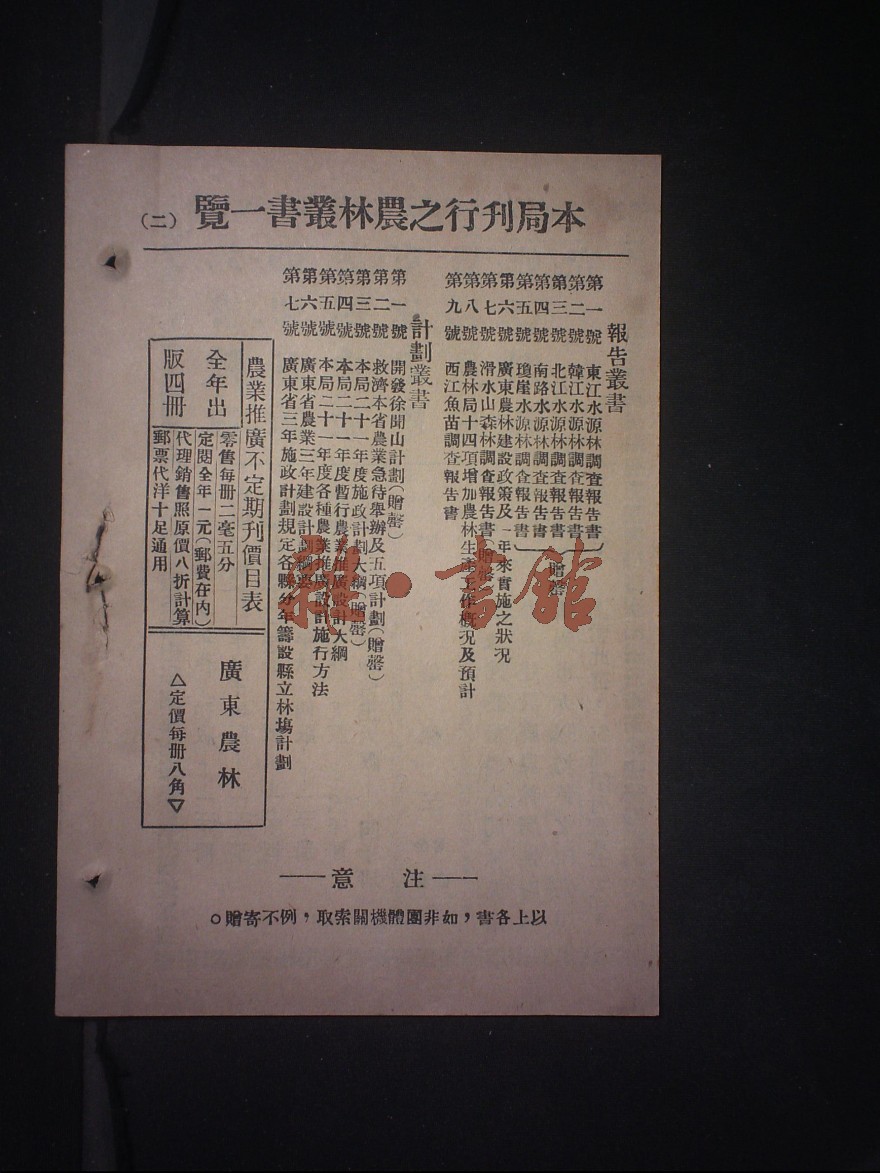 本局刋行之農林叢書一覽（二）
報告叢書
第一號　東江水源林調查報告書
第二號　韓江水源林調查報告書
第三號　北江水源林調查報告書
第四號　南路水源林調查報告書
第五號　瓊崖水源林調查報告書
（贈罄）
第六號　廣東農林建設政策及一年來實施之狀况
第七號　滑水山森林調查報告書（贈罄）
第八號　農林局十四項增加農林生產工作概况及預計
第九號　西江魚苗調查報告書
計劃叢書
第一號　開發徐聞山計劃（贈罄）
第二號　救濟本省農業急待舉辦及五項計劃（贈罄）
第三號　本局二十一年度施政計劃大綱（贈罄）
第四號　本局二十一年度暫行農業推廣設計大綱
第五號　本局二十一年度各種農業推廣設計施行方法
第六號　廣東省農業三年建設計劃綱要
第七號　廣東省三年施政計劃規定各縣分年籌設縣立林塲計劃
農業推廣不定期刊價目表
全年出版四冊
零售每冊二毫五分
定閱全年一元（郵費在內）
代理銷售照原價八折計算
郵票代洋十足通用
廣東農林
△定價每冊八角▽
注意
以上各書，如非團體機關索取，例不寄贈。